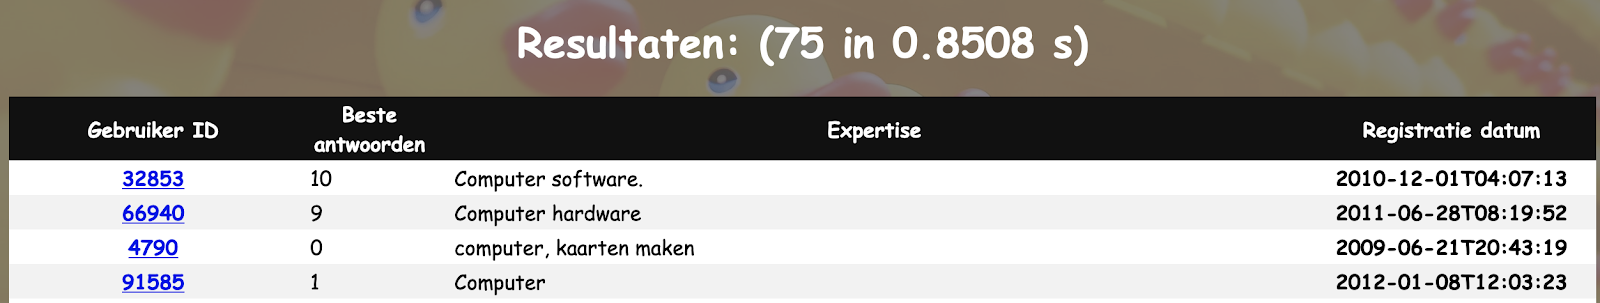 Resultaten: (75 in 0.8508 s)
Gebruiker ID Beste antwoorden Expertise Registratie datum
32853 10 Computer software. 2010-12-01T04:07:13
66940 9 Computer hardware 2011-06-28T08:19:52
4790 0 computer, kaarten maken 2009-06-21T20:43:19
91585 1 Computer 2012-01-08T12:03:23